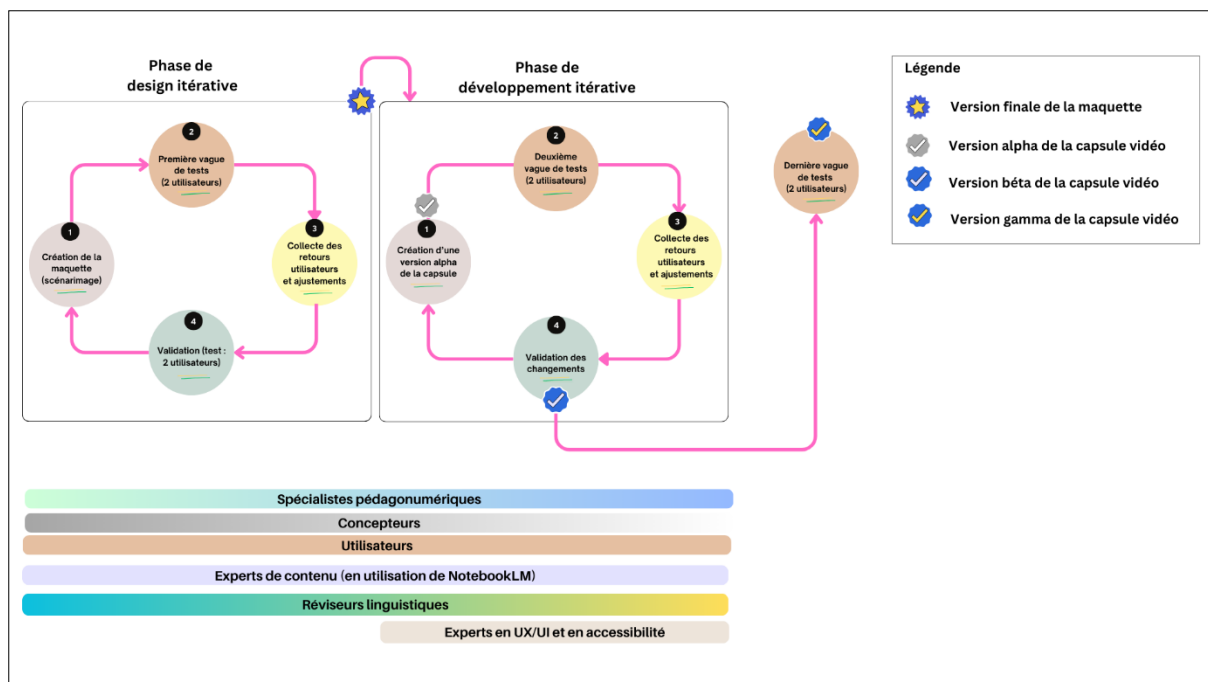 Phase de
design itérative
2
Première vague
de tests
(2 utilisateurs)
1
Création de la
maquette
(scénarimage)
3
Collecte des
retours
utilisateurs
et ajustements
4
Validation (test :
2 utilisateurs)
Phase de
développement itérative
2
Deuxième
vague de tests
(2 utilisateurs)
1
Création d'une
version alpha
de la capsule
3
Collecte des
retours
utilisateurs
et ajustements
4
Validation des
changements
Dernière vague
de tests
(2 utilisateurs)
Légende
Version finale de la maquette
Version alpha de la capsule vidéo
Version béta de la capsule vidéo
Version gamma de la capsule vidéo
Spécialistes pédagonumériques
Concepteurs
Utilisateurs
Experts de contenu (en utilisation de NotebookLM)
Réviseurs linguistiques
Experts en UX/UI et en accessibilité